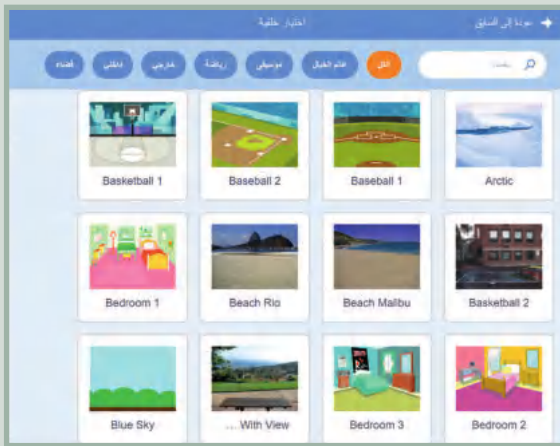 عودة إلى السابق
اختيار خلفية
بحث
الكل
عالم الخيال
موسيقى
رياضة
خارجي
داخلي
فضاء
Arctic
Baseball 1
Baseball 2
Basketball 1
Basketball 2
Beach Malibu
Beach Rio
Bedroom 1
Bedroom 2
Bedroom 3
... With View
Blue Sky